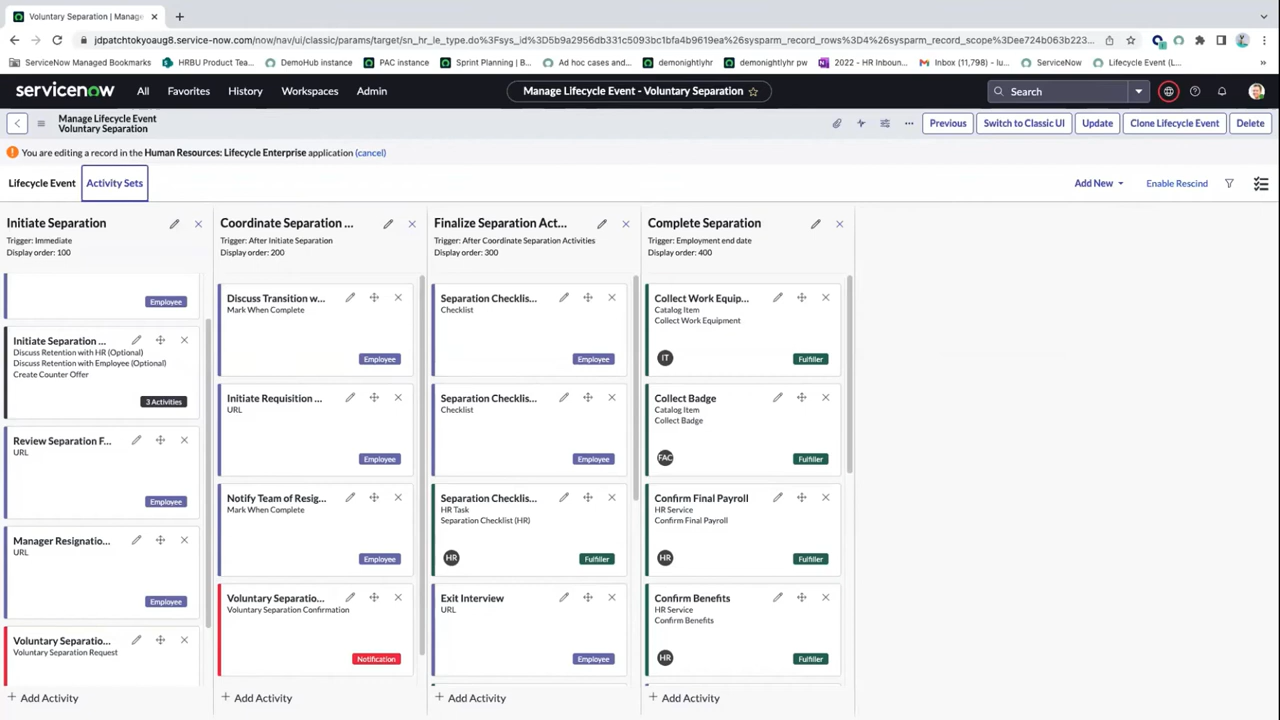 Voluntary Separation | Manage
jdpatchtokyoaug8.service-now.com/now/nav/ui/classic/params/target/sn_hr_le_type.do%3Fsys_id%3D5b9a2956db331c5093bc1bfa4b9619ea%26sysparm_record_rows%3D4%26sysparm_record_scope%3Dee724b063b223...
ServiceNow Managed Bookmarks
HRBU Product Team...
DemoHub instance
PAC instance
Sprint Planning | B...
Ad hoc cases and...
demonightlyhr
demonightlyhr pw
2022 - HR Inboun...
Inbox (11,798) - lu...
ServiceNow
Lifecycle Event (L...
servicenow
All
Favorites
History
Workspaces
Admin
Manage Lifecycle Event - Voluntary Separation
Search
Manage Lifecycle Event
Voluntary Separation
Previous
Switch to Classic UI
Update
Clone Lifecycle Event
Delete
You are editing a record in the Human Resources: Lifecycle Enterprise application (cancel)
Lifecycle Event
Activity Sets
Add New
Enable Rescind
Initiate Separation
Trigger: Immediate
Display order: 100
Employee
Initiate Separation ...
Discuss Retention with HR (Optional)
Discuss Retention with Employee (Optional)
Create Counter Offer
3 Activities
Review Separation F...
URL
Employee
Manager Resignatio...
URL
Employee
Voluntary Separatio...
Voluntary Separation Request
+ Add Activity
Coordinate Separation ...
Trigger: After Initiate Separation
Display order: 200
Discuss Transition w...
Mark When Complete
Employee
Initiate Requisition ...
URL
Employee
Notify Team of Resig...
Mark When Complete
Employee
Voluntary Separatio...
Voluntary Separation Confirmation
Notification
+ Add Activity
Finalize Separation Act...
Trigger: After Coordinate Separation Activities
Display order: 300
Separation Checklis...
Checklist
Employee
Separation Checklis...
Checklist
Employee
Separation Checklis...
HR Task
Separation Checklist (HR)
HR
Fulfiller
Exit Interview
URL
Employee
+ Add Activity
Complete Separation
Trigger: Employment end date
Display order: 400
Collect Work Equip...
Catalog Item
Collect Work Equipment
IT
Fulfiller
Collect Badge
Catalog Item
Collect Badge
FAC
Fulfiller
Confirm Final Payroll
HR Service
Confirm Final Payroll
HR
Fulfiller
Confirm Benefits
HR Service
Confirm Benefits
HR
Fulfiller
+ Add Activity